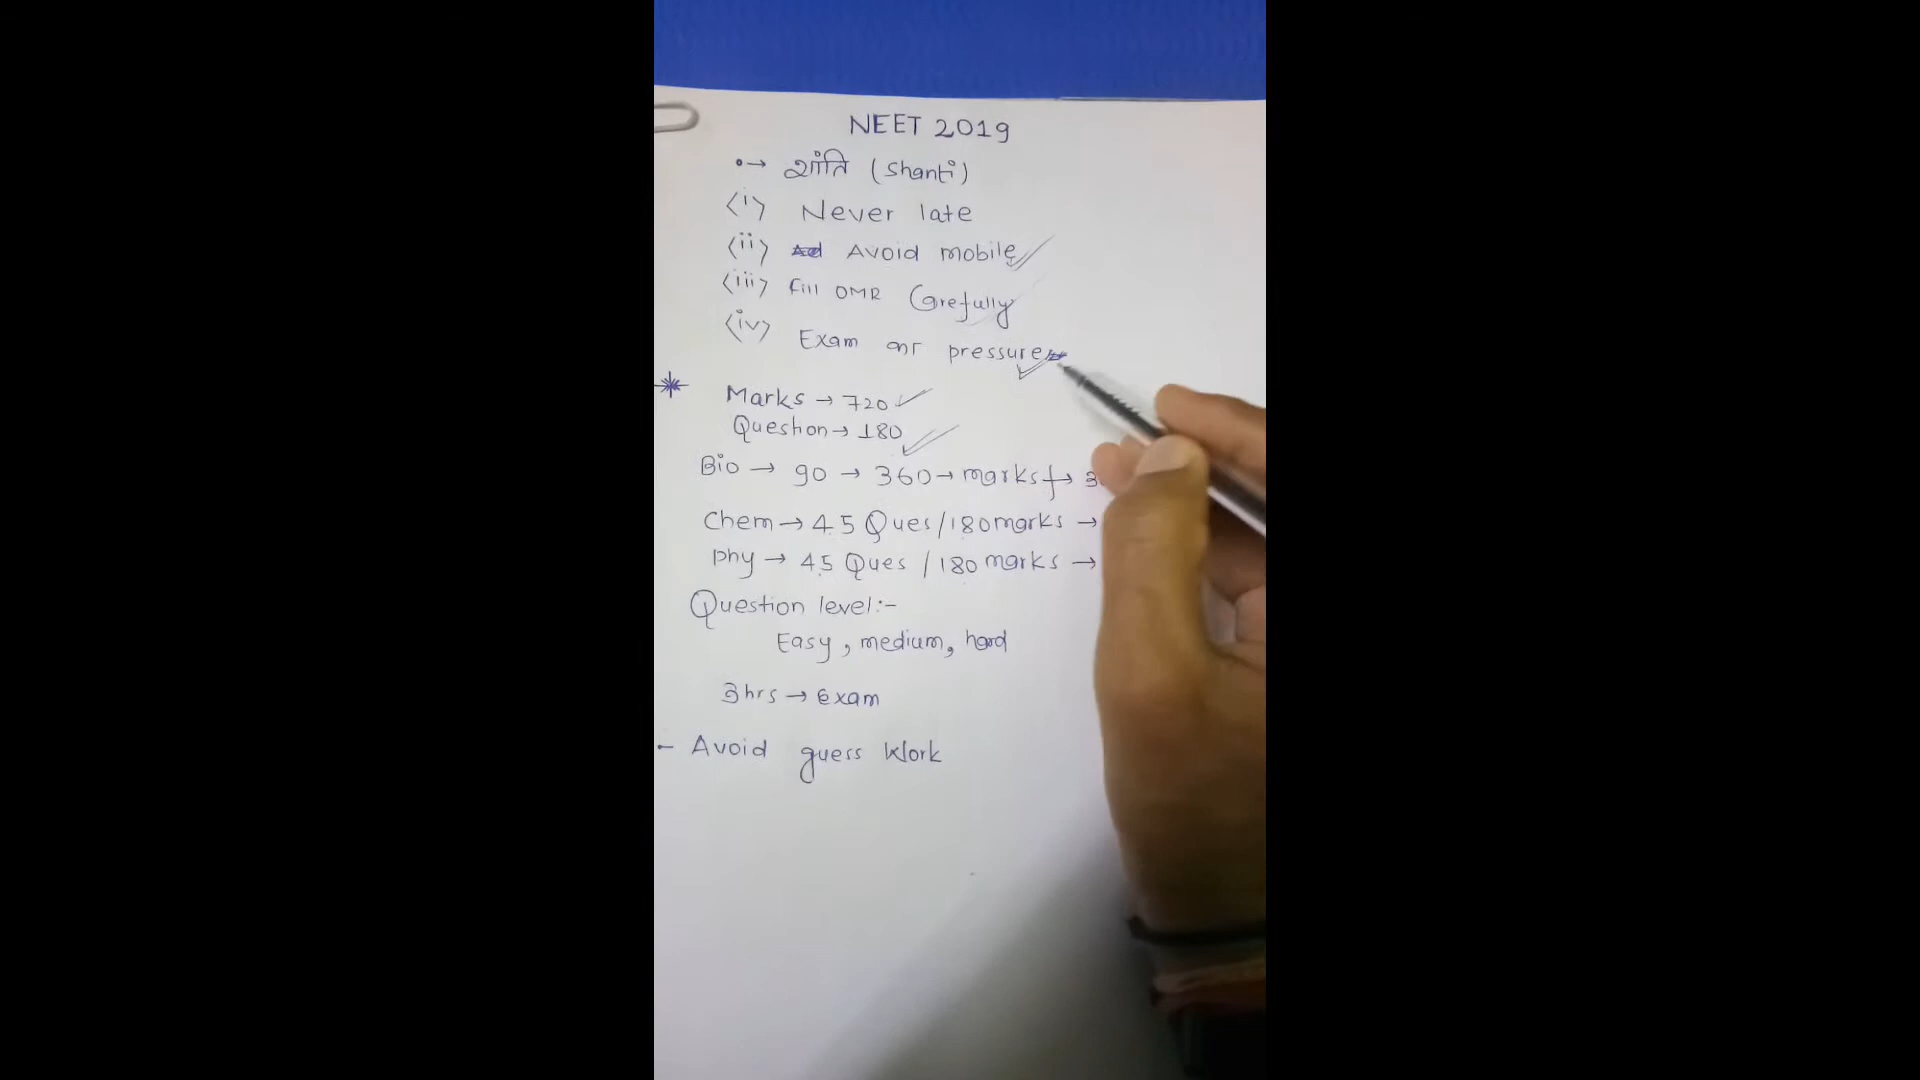 NEET 2019
•→ शांति (Shanti)
<i> Never late
<ii> Avoid mobile
<iii> fill OMR Carefully
<iv> Exam का pressure
Marks → 720
Question → 180
Bio → 90 → 360 → marks → 3
Chem → 45 Ques / 180 marks →
Phy → 45 Ques / 180 marks →
Question level :-
Easy, medium, hard
3 hrs → exam
- Avoid guess Work